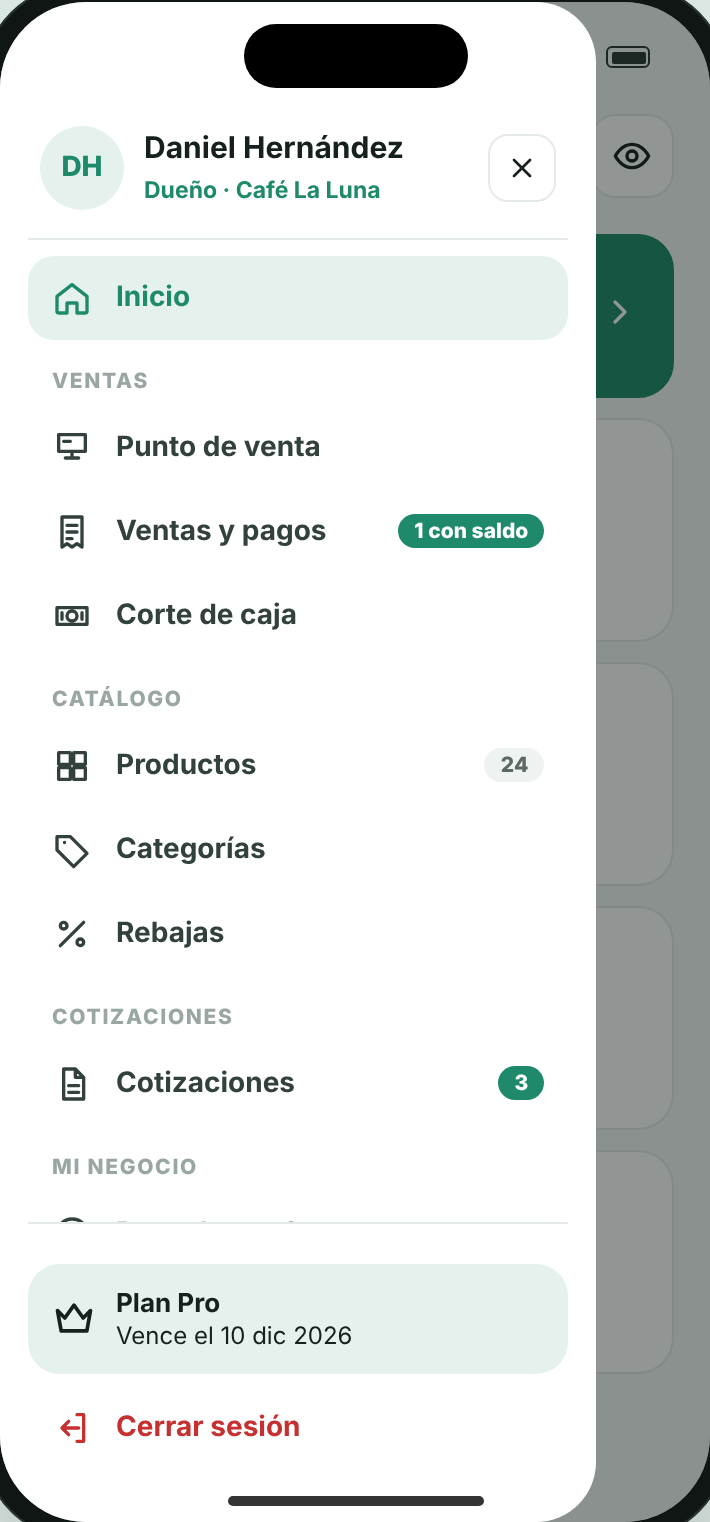 DH
Daniel Hernández
Dueño · Café La Luna
Inicio
VENTAS
Punto de venta
Ventas y pagos
1 con saldo
Corte de caja
CATÁLOGO
Productos
24
Categorías
Rebajas
COTIZACIONES
Cotizaciones
3
MI NEGOCIO
Plan Pro
Vence el 10 dic 2026
Cerrar sesión